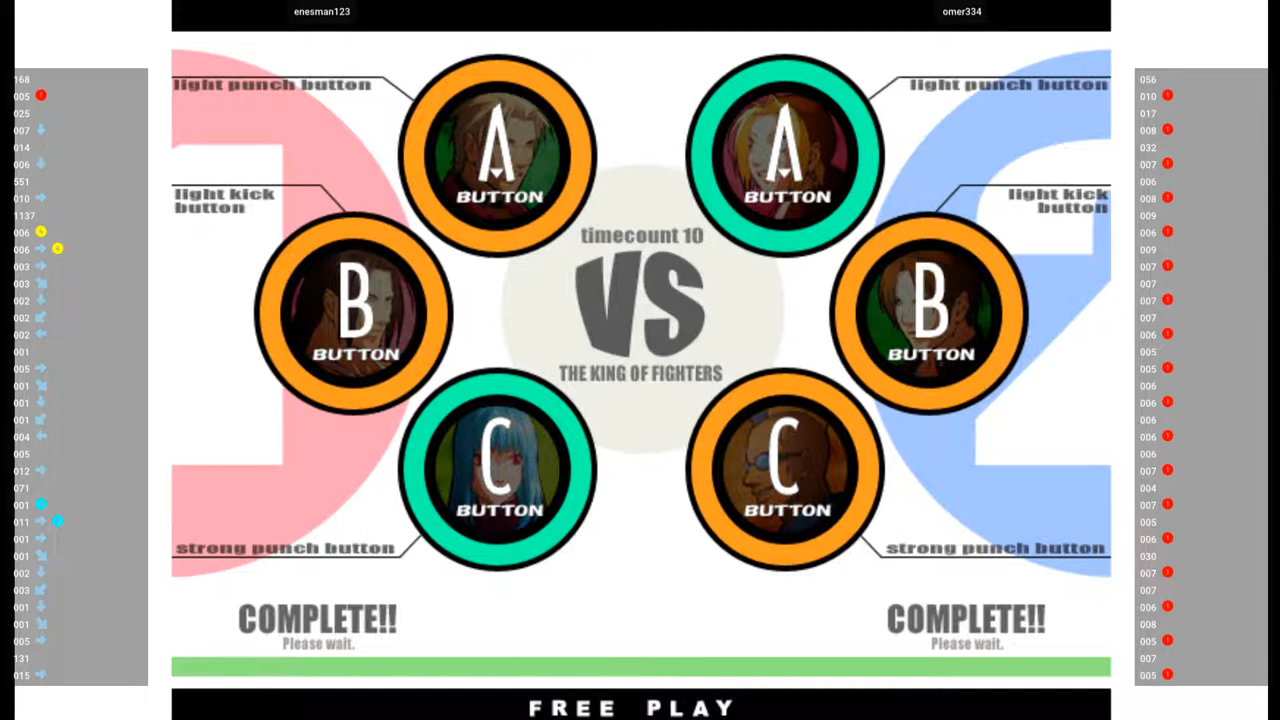 enesman123
omer334
light punch button
light punch button
A
BUTTON
A
BUTTON
light kick
button
light kick
button
timecount 10
VS
THE KING OF FIGHTERS
B
BUTTON
B
BUTTON
C
BUTTON
C
BUTTON
strong punch button
strong punch button
COMPLETE!!
Please wait.
COMPLETE!!
Please wait.
FREE PLAY
168
005
025
007
014
006
551
010
1137
006
006
003
003
002
002
002
001
005
001
001
001
004
005
012
071
001
011
001
001
002
003
001
001
005
131
015
056
010
017
008
032
007
006
008
009
006
009
007
007
007
007
006
005
005
006
006
006
006
006
007
004
007
005
006
030
007
007
006
008
005
007
005